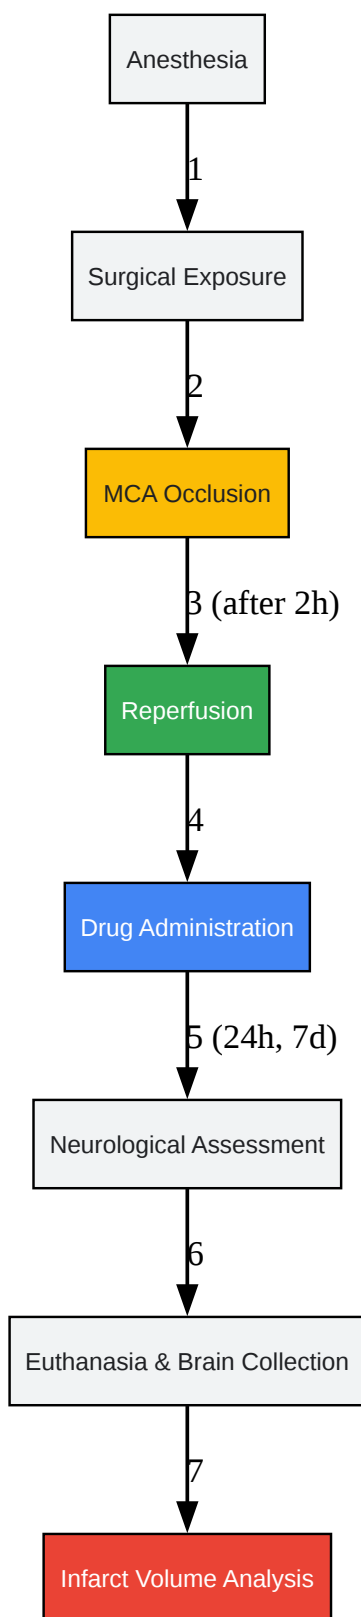 Anesthesia
1
Surgical Exposure
2
MCA Occlusion
3 (after 2h)
Reperfusion
4
Drug Administration
5 (24h, 7d)
Neurological Assessment
6
Euthanasia & Brain Collection
7
Infarct Volume Analysis